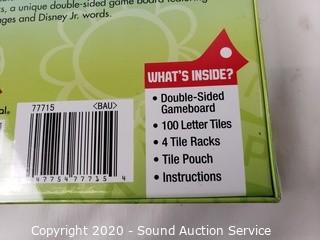 s, a unique double-sided game board featuring
ages and Disney Jr. words.
77715 <BAU>
WHAT'S INSIDE?
• Double-Sided
Gameboard
• 100 Letter Tiles
• 4 Tile Racks
• Tile Pouch
• Instructions
Copyright 2020 - Sound Auction Service